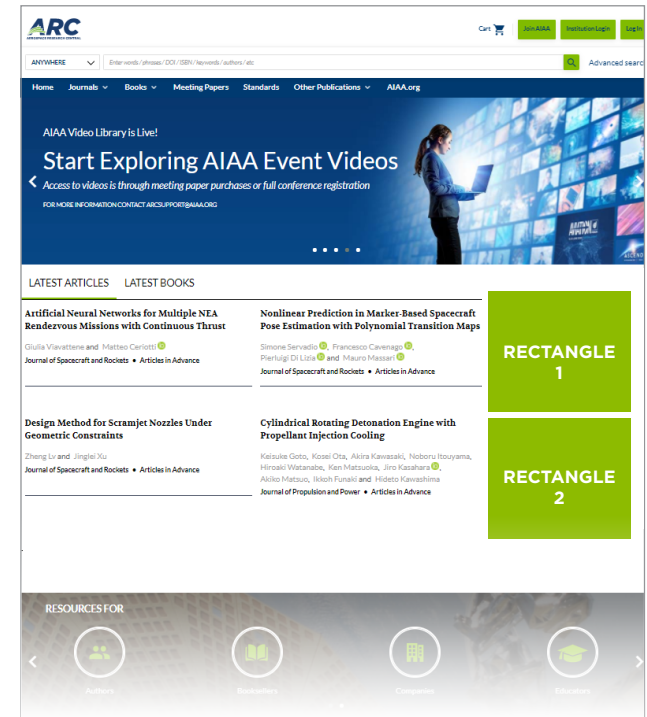 ARC
AEROSPACE RESEARCH CENTRAL
Cart
Join AIAA
Institution Login
Log In
ANYWHERE
Enter words / phrases / DOI / ISBN / keywords / authors / etc
Advanced searc
Home Journals Books Meeting Papers Standards Other Publications AIAA.org
AIAA Video Library is Live!
Start Exploring AIAA Event Videos
Access to videos is through meeting paper purchases or full conference registration
FOR MORE INFORMATION CONTACT ARCSUPPORT@AIAA.ORG
LATEST ARTICLES LATEST BOOKS
Artificial Neural Networks for Multiple NEA
Rendezvous Missions with Continuous Thrust
Giulia Viavattene and Matteo Ceriotti
Journal of Spacecraft and Rockets • Articles in Advance
Nonlinear Prediction in Marker-Based Spacecraft
Pose Estimation with Polynomial Transition Maps
Simone Servadio, Francesco Cavenago,
Pierluigi Di Lizia and Mauro Massari
Journal of Spacecraft and Rockets • Articles in Advance
RECTANGLE
1
Design Method for Scramjet Nozzles Under
Geometric Constraints
Zheng Lv and Jinglei Xu
Journal of Spacecraft and Rockets • Articles in Advance
Cylindrical Rotating Detonation Engine with
Propellant Injection Cooling
Keisuke Goto, Kosei Ota, Akira Kawasaki, Noboru Itouyama,
Hiroaki Watanabe, Ken Matsuoka, Jiro Kasahara,
Akiko Matsuo, Ikkoh Funaki and Hideto Kawashima
Journal of Propulsion and Power • Articles in Advance
RECTANGLE
2
RESOURCES FOR
Authors
Booksellers
Companies
Educators